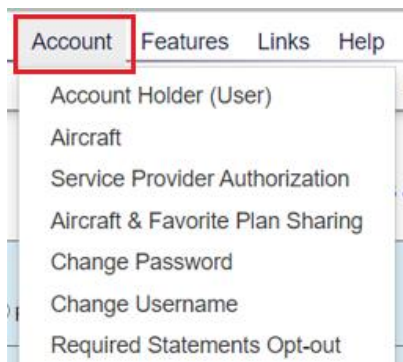 Account Features Links Help
Account Holder (User)
Aircraft
Service Provider Authorization
Aircraft & Favorite Plan Sharing
Change Password
Change Username
Required Statements Opt-out